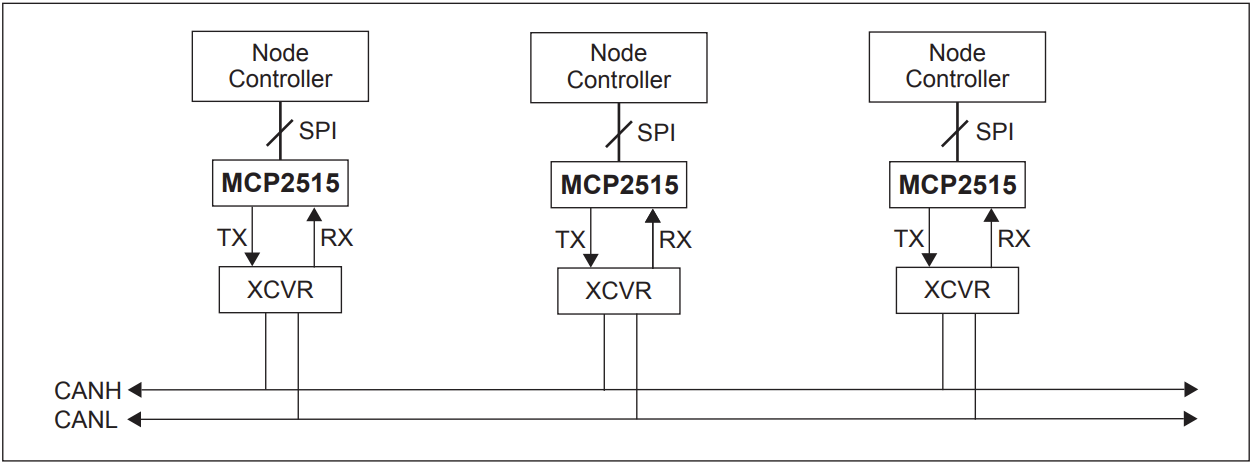 Node
Controller
Node
Controller
Node
Controller
SPI
SPI
SPI
MCP2515
MCP2515
MCP2515
TX
RX
TX
RX
TX
RX
XCVR
XCVR
XCVR
CANH
CANL